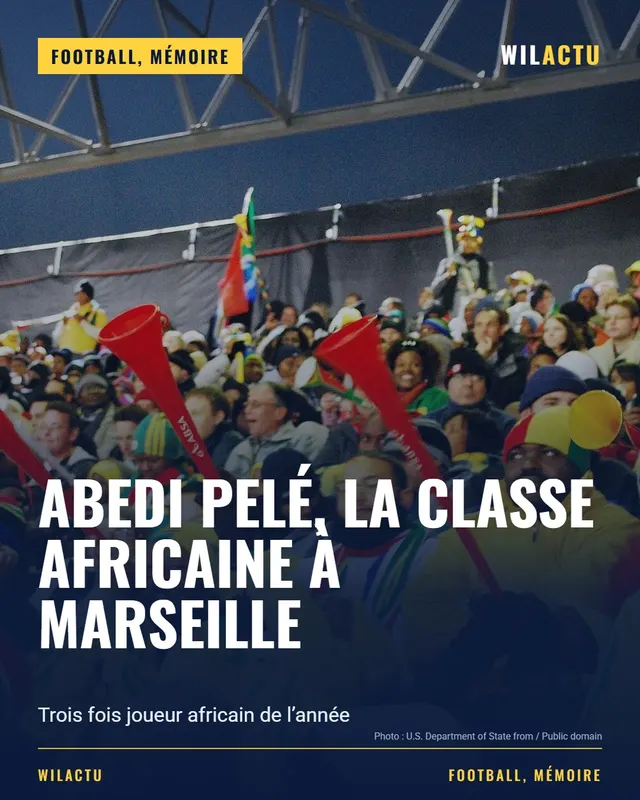 FOOTBALL, MÉMOIRE
WILACTU
ABSA
ABEDI PELÉ, LA CLASSE
AFRICAINE À
MARSEILLE
Trois fois joueur africain de l’année
Photo : U.S. Department of State from / Public domain
WILACTU
FOOTBALL, MÉMOIRE